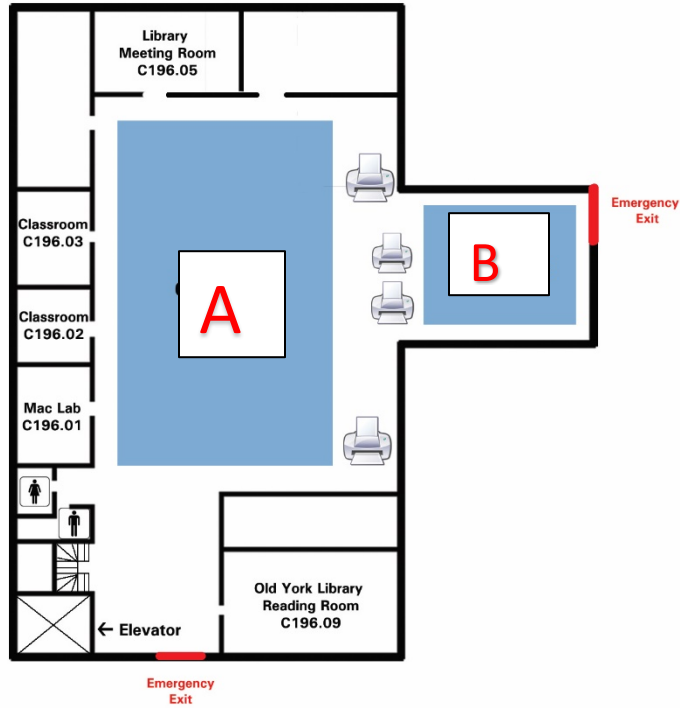 Library
Meeting Room
C196.05
Classroom
C196.03
Emergency
Exit
B
A
Classroom
C196.02
Mac Lab
C196.01
Old York Library
Reading Room
C196.09
← Elevator
Emergency
Exit